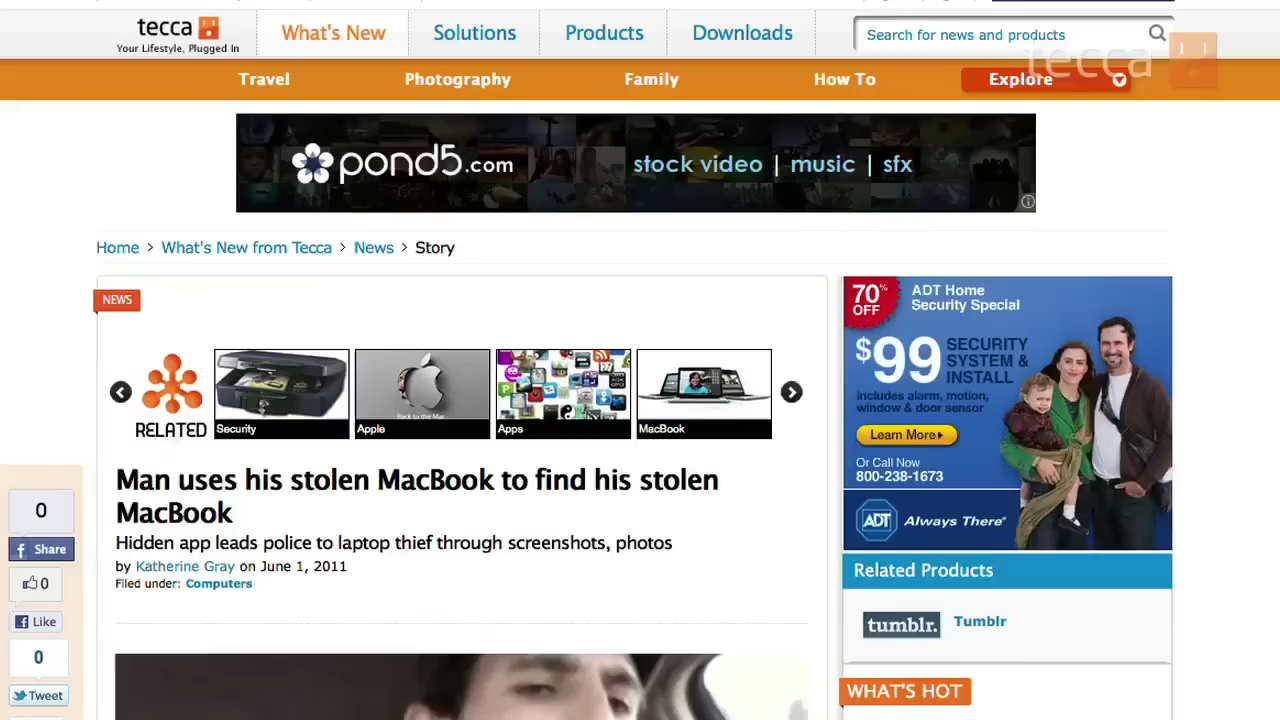 tecca
Your Lifestyle, Plugged In
What's New
Solutions
Products
Downloads
Search for news and products
tecca
Travel
Photography
Family
How To
Explore
pond5.com
stock video | music | sfx
Home > What's New from Tecca > News > Story
NEWS
RELATED
Security
Apple
Back to the Mac
Apps
MacBook
Man uses his stolen MacBook to find his stolen
MacBook
Hidden app leads police to laptop thief through screenshots, photos
by Katherine Gray on June 1, 2011
Filed under: Computers
0
Share
0
Like
0
Tweet
70%
OFF
ADT Home
Security Special
$99
SECURITY
SYSTEM &
INSTALL
Includes alarm, motion,
window & door sensor
Learn More
Or Call Now
800-238-1673
ADT
Always There®
Related Products
tumblr.
Tumblr
WHAT'S HOT